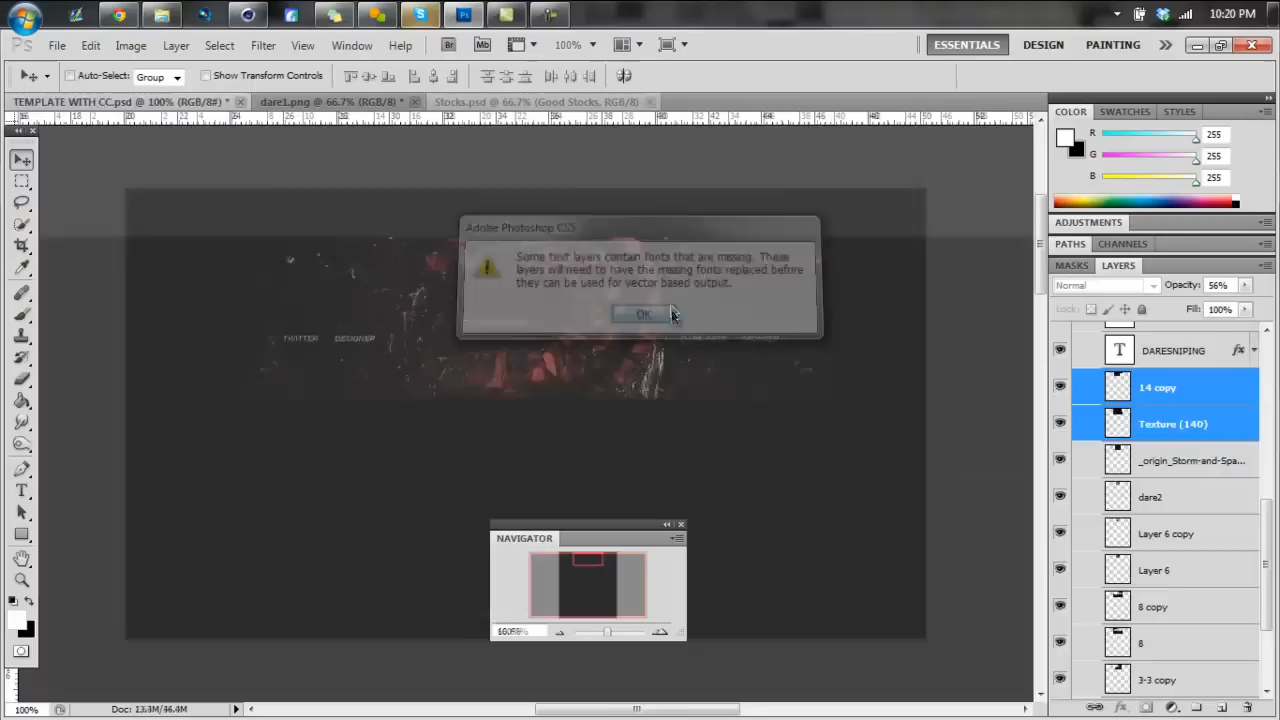 10:20 PM
Ps File Edit Image Layer Select Filter View Window Help Br Mb 100% ESSENTIALS DESIGN PAINTING
Auto-Select: Group Show Transform Controls
TEMPLATE WITH CC.psd @ 100% (RGB/8#) * dare1.png @ 66.7% (RGB/8) * Stocks.psd @ 66.7% (Good Stocks, RGB/8)
COLOR SWATCHES STYLES
R 255
G 255
B 255
ADJUSTMENTS
PATHS CHANNELS
MASKS LAYERS
Normal Opacity: 56%
Lock: Fill: 100%
T DARESNIPING fx
14 copy
Texture (140)
_origin_Storm-and-Spa...
dare2
Layer 6 copy
Layer 6
8 copy
8
3-3 copy
Adobe Photoshop CS5
Some text layers contain fonts that are missing. These
layers will need to have the missing fonts replaced before
they can be used for vector based output.
OK
TWITTER DESIGNER
NAVIGATOR
100% Doc: 13.3M/46.4M